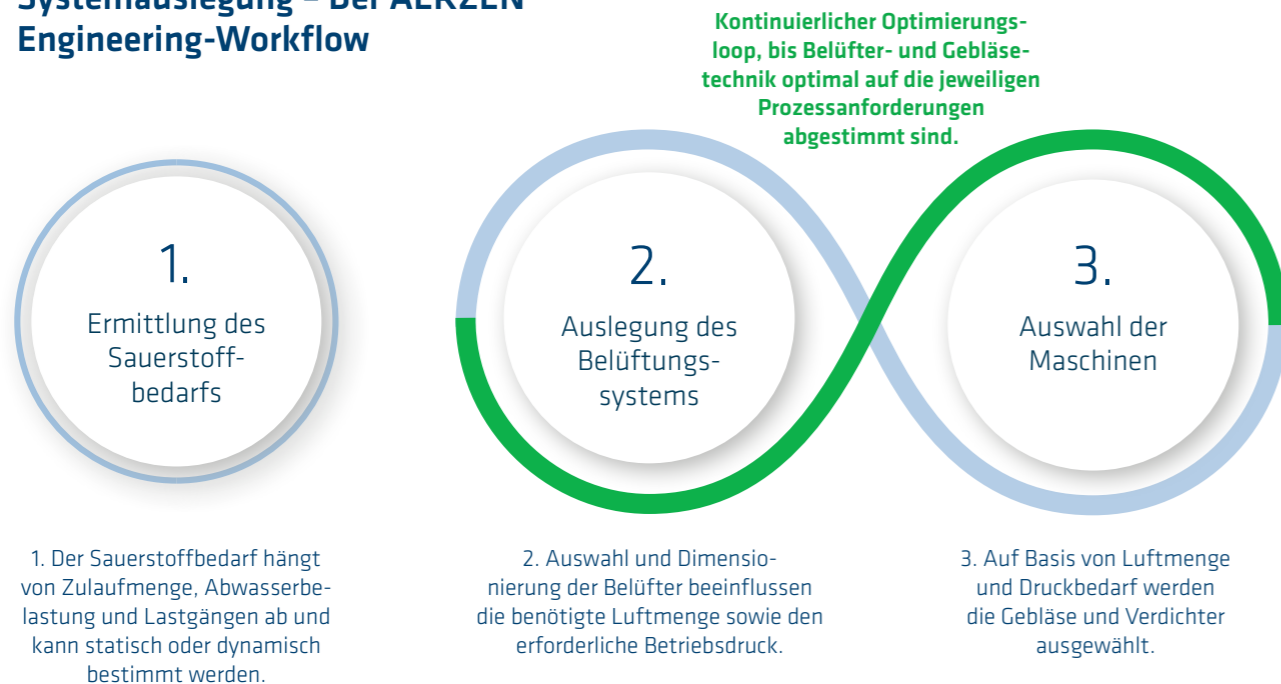 Systemauslegung – Der AERZEN
Engineering-Workflow
Kontinuierlicher Optimierungs-
loop, bis Belüfter- und Gebläse-
technik optimal auf die jeweiligen
Prozessanforderungen
abgestimmt sind.
1.
Ermittlung des
Sauerstoff-
bedarfs
2.
Auslegung des
Belüftungs-
systems
3.
Auswahl der
Maschinen
1. Der Sauerstoffbedarf hängt
von Zulaufmenge, Abwasserbe-
lastung und Lastgängen ab und
kann statisch oder dynamisch
bestimmt werden.
2. Auswahl und Dimensio-
nierung der Belüfter beeinflussen
die benötigte Luftmenge sowie den
erforderliche Betriebsdruck.
3. Auf Basis von Luftmenge
und Druckbedarf werden
die Gebläse und Verdichter
ausgewählt.